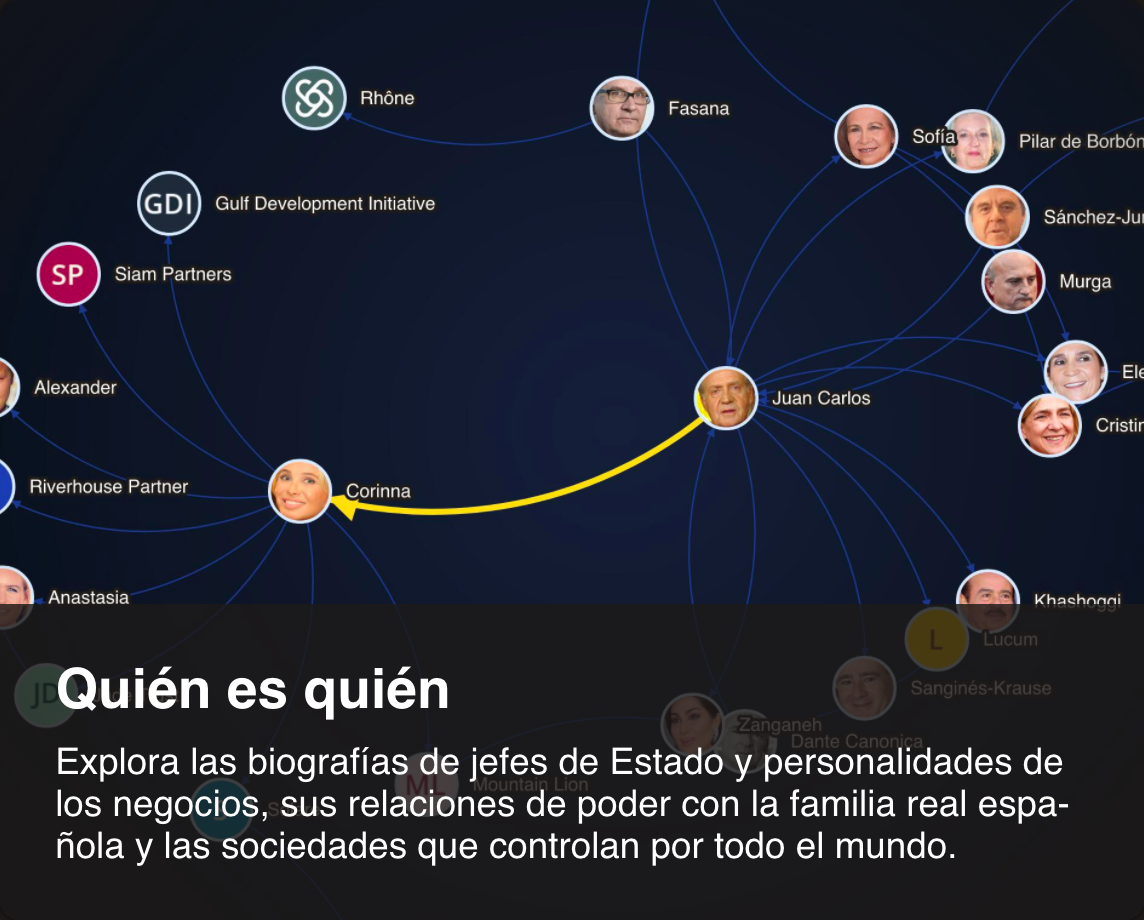 Rhône
Fasana
Sofía
Pilar de Borbón
GDI
Gulf Development Initiative
Sánchez-Ju
SP
Siam Partners
Murga
Alexander
Ele
Juan Carlos
Cristin
Riverhouse Partner
Corinna
Anastasia
Khashoggi
L
Lucum
JD
Sanginés-Krause
Quién es quién
Zanganeh
Dante Canonica
Explora las biografías de jefes de Estado y personalidades de
ML
Mountain Lion
los negocios, sus relaciones de poder con la familia real espa-
ñola y las sociedades que controlan por todo el mundo.